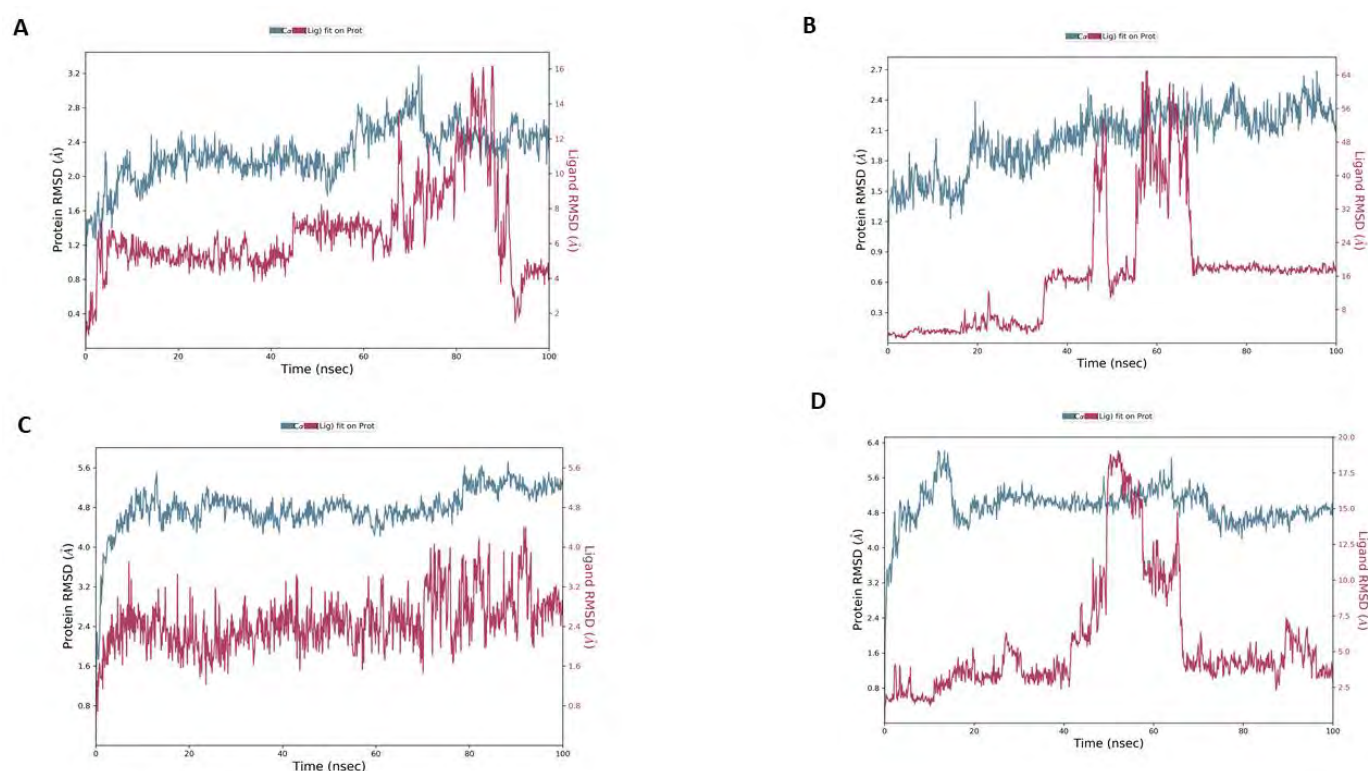 A
Cα (Lig) fit on Prot
Protein RMSD (Å)
3.2
2.8
2.4
2.0
1.6
1.2
0.8
0.4
Ligand RMSD (Å)
16
14
12
10
8
6
4
2
0 20 40 60 80 100
Time (nsec)
B
Cα (Lig) fit on Prot
Protein RMSD (Å)
2.7
2.4
2.1
1.8
1.5
1.2
0.9
0.6
0.3
Ligand RMSD (Å)
64
56
48
40
32
24
16
8
0 20 40 60 80 100
Time (nsec)
C
Cα (Lig) fit on Prot
Protein RMSD (Å)
5.6
4.8
4.0
3.2
2.4
1.6
0.8
Ligand RMSD (Å)
5.6
4.8
4.0
3.2
2.4
1.6
0.8
0 20 40 60 80 100
Time (nsec)
D
Cα (Lig) fit on Prot
Protein RMSD (Å)
6.4
5.6
4.8
4.0
3.2
2.4
1.6
0.8
Ligand RMSD (Å)
20.0
17.5
15.0
12.5
10.0
7.5
5.0
2.5
0 20 40 60 80 100
Time (nsec)